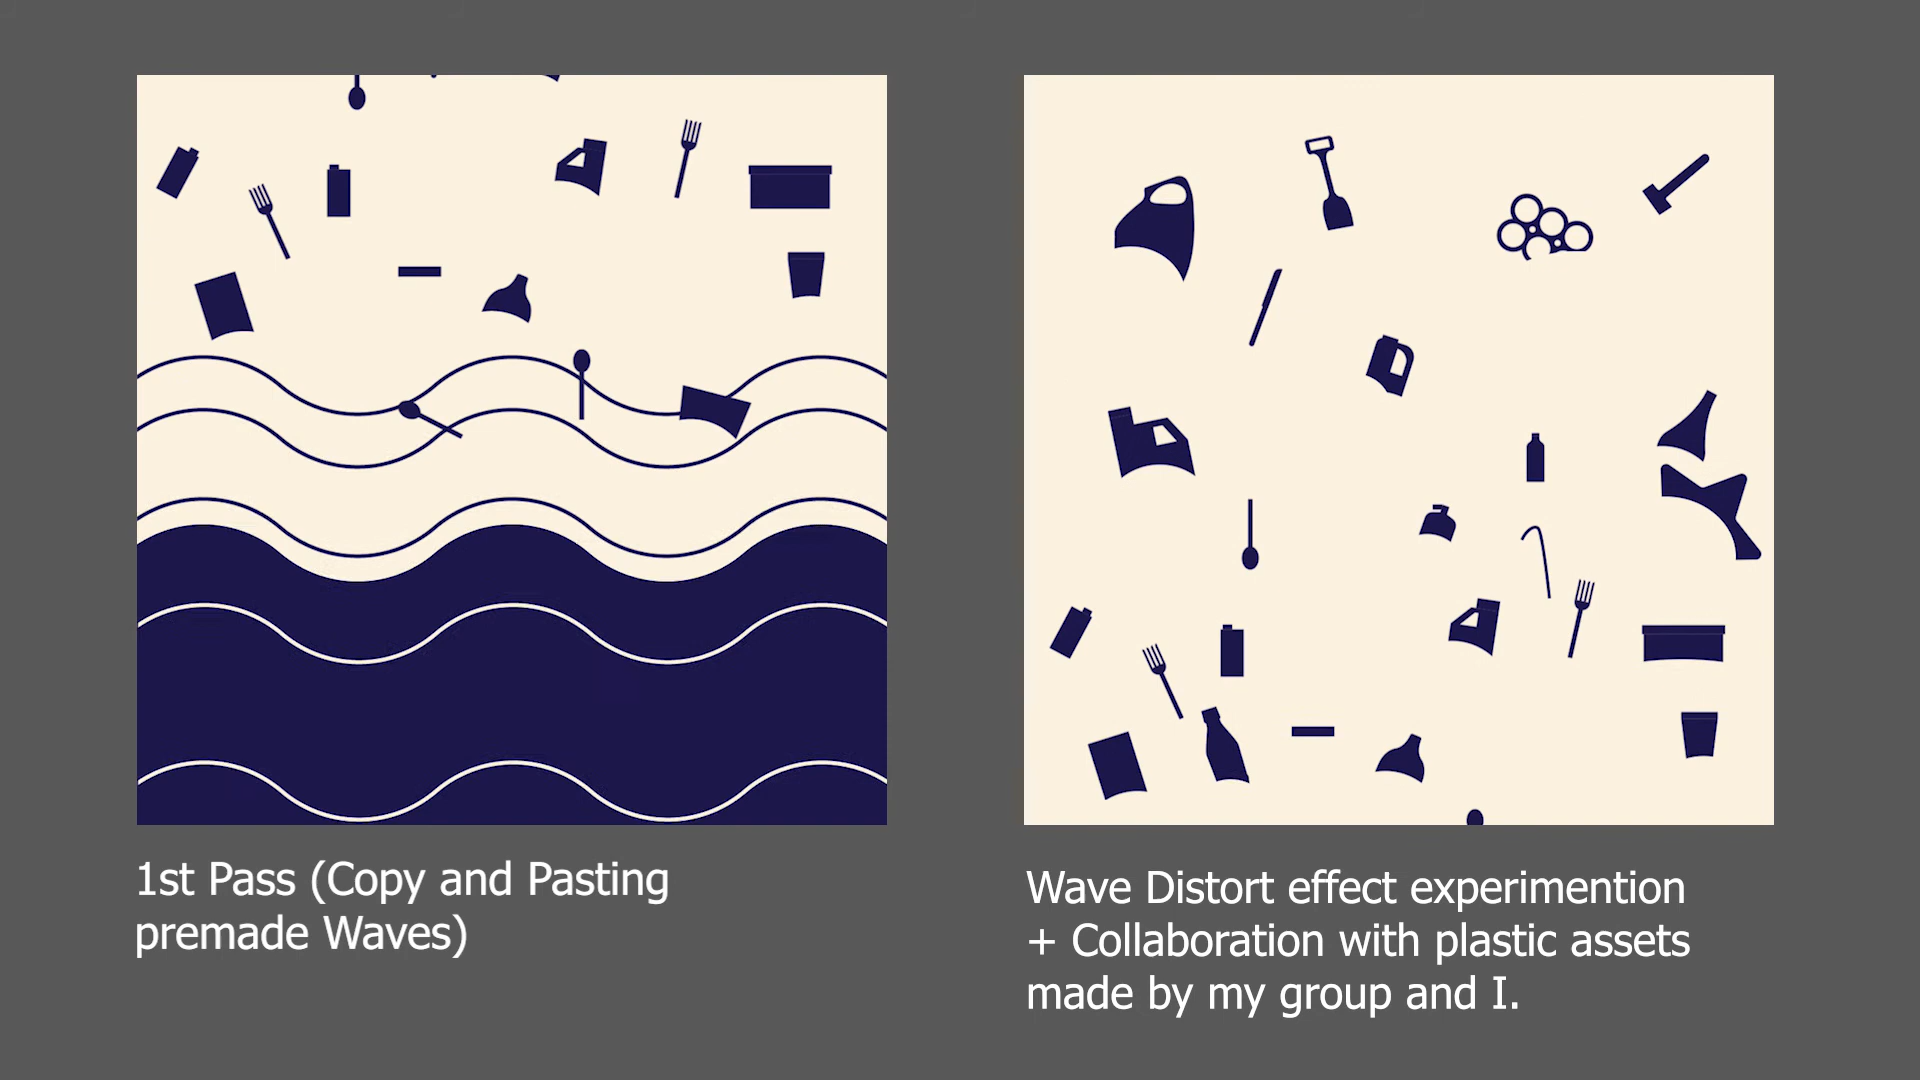 1st Pass (Copy and Pasting
premade Waves)
Wave Distort effect experimention
+ Collaboration with plastic assets
made by my group and I.